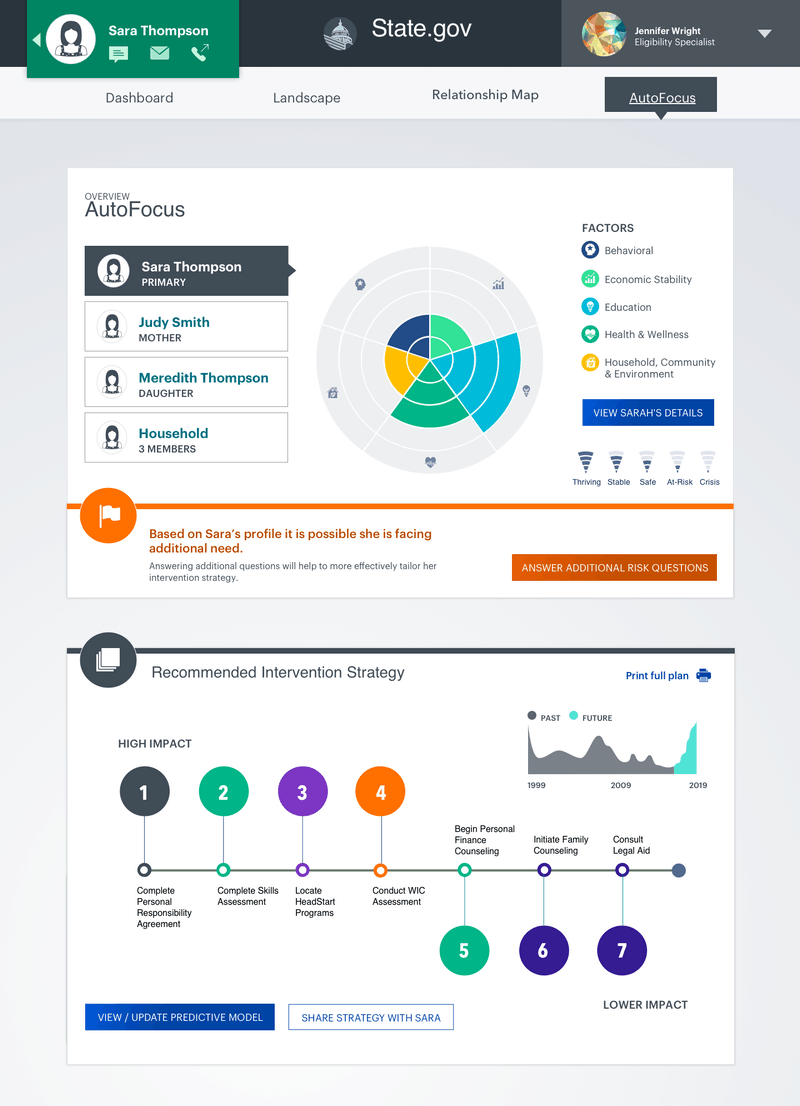 Sara Thompson
State.gov
Jennifer Wright
Eligibility Specialist
Dashboard
Landscape
Relationship Map
AutoFocus
OVERVIEW
AutoFocus
Sara Thompson
PRIMARY
Judy Smith
MOTHER
Meredith Thompson
DAUGHTER
Household
3 MEMBERS
FACTORS
Behavioral
Economic Stability
Education
Health & Wellness
Household, Community
& Environment
VIEW SARAH'S DETAILS
Thriving
Stable
Safe
At-Risk
Crisis
Based on Sara's profile it is possible she is facing
additional need.
Answering additional questions will help to more effectively tailor her
intervention strategy.
ANSWER ADDITIONAL RISK QUESTIONS
Recommended Intervention Strategy
Print full plan
PAST
FUTURE
1999
2009
2019
HIGH IMPACT
1
2
3
4
Complete
Personal
Responsibility
Agreement
Complete Skills
Assessment
Locate
HeadStart
Programs
Conduct WIC
Assessment
Begin Personal
Finance
Counseling
Initiate Family
Counseling
Consult
Legal Aid
5
6
7
LOWER IMPACT
VIEW / UPDATE PREDICTIVE MODEL
SHARE STRATEGY WITH SARA